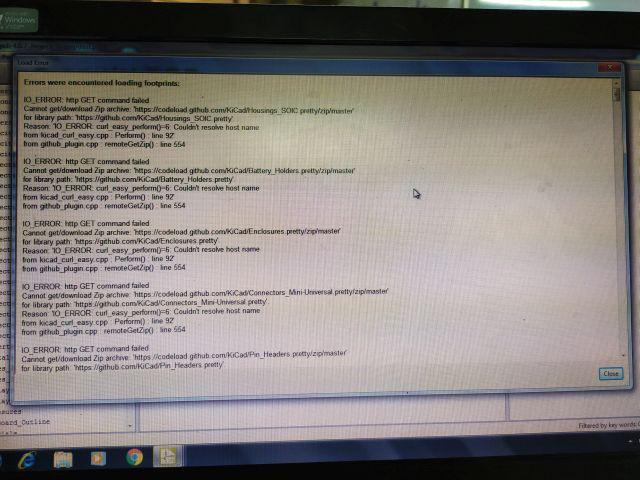 Windows
Load Error
Errors were encountered loading footprints:
IO_ERROR: http GET command failed
Cannot get/download Zip archive: 'https://codeload.github.com/KiCad/Housings_SOIC.pretty/zip/master'
for library path: 'https://github.com/KiCad/Housings_SOIC.pretty'.
Reason: 'IO_ERROR: curl_easy_perform()=6: Couldn't resolve host name
from kicad_curl_easy.cpp : Perform() : line 92'
from github_plugin.cpp : remoteGetZip() : line 554
IO_ERROR: http GET command failed
Cannot get/download Zip archive: 'https://codeload.github.com/KiCad/Battery_Holders.pretty/zip/master'
for library path: 'https://github.com/KiCad/Battery_Holders.pretty'.
Reason: 'IO_ERROR: curl_easy_perform()=6: Couldn't resolve host name
from kicad_curl_easy.cpp : Perform() : line 92'
from github_plugin.cpp : remoteGetZip() : line 554
IO_ERROR: http GET command failed
Cannot get/download Zip archive: 'https://codeload.github.com/KiCad/Enclosures.pretty/zip/master'
for library path: 'https://github.com/KiCad/Enclosures.pretty'.
Reason: 'IO_ERROR: curl_easy_perform()=6: Couldn't resolve host name
from kicad_curl_easy.cpp : Perform() : line 92'
from github_plugin.cpp : remoteGetZip() : line 554
IO_ERROR: http GET command failed
Cannot get/download Zip archive: 'https://codeload.github.com/KiCad/Connectors_Mini-Universal.pretty/zip/master'
for library path: 'https://github.com/KiCad/Connectors_Mini-Universal.pretty'.
Reason: 'IO_ERROR: curl_easy_perform()=6: Couldn't resolve host name
from kicad_curl_easy.cpp : Perform() : line 92'
from github_plugin.cpp : remoteGetZip() : line 554
IO_ERROR: http GET command failed
Cannot get/download Zip archive: 'https://codeload.github.com/KiCad/Pin_Headers.pretty/zip/master'
for library path: 'https://github.com/KiCad/Pin_Headers.pretty'.
Close
osures
oard_Outline
Filtered by key words